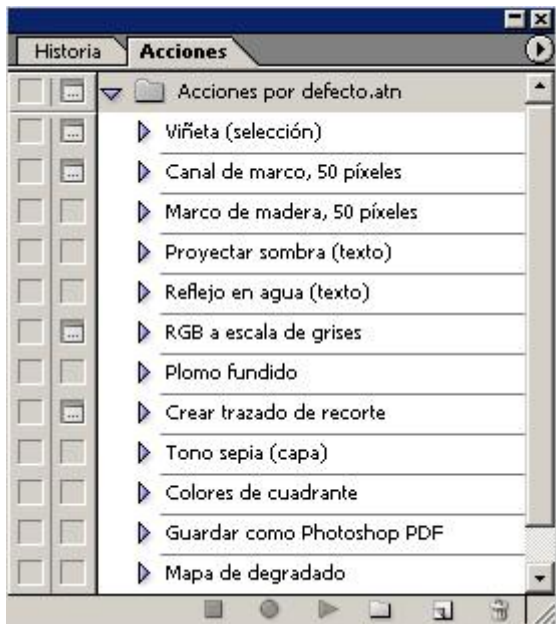 Historia Acciones
Acciones por defecto.atn
Viñeta (selección)
Canal de marco, 50 píxeles
Marco de madera, 50 píxeles
Proyectar sombra (texto)
Reflejo en agua (texto)
RGB a escala de grises
Plomo fundido
Crear trazado de recorte
Tono sepia (capa)
Colores de cuadrante
Guardar como Photoshop PDF
Mapa de degradado